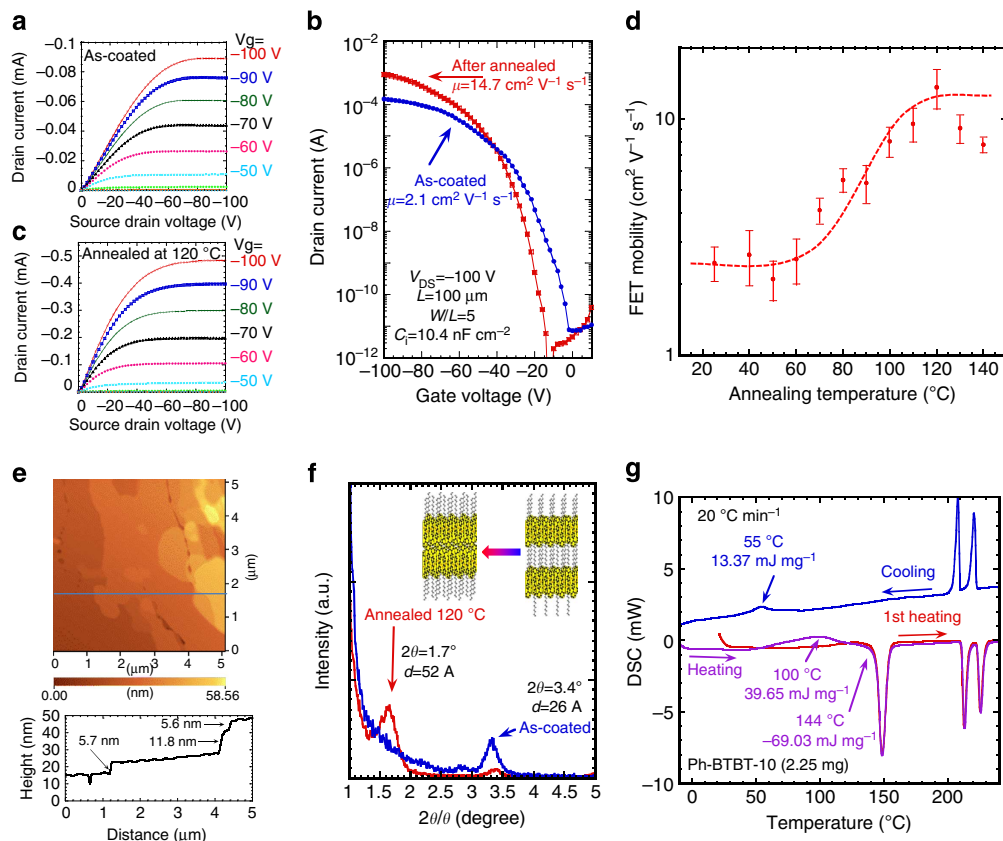 a
Vg=
As-coated
−0.1
−0.08
−0.06
−0.04
−0.02
0
−100 V
−90 V
−80 V
−70 V
−60 V
−50 V
Drain current (mA)
0 −20 −40 −60 −80 −100
Source drain voltage (V)
c
Vg=
Annealed at 120 °C
−0.5
−0.4
−0.3
−0.2
−0.1
0
−100 V
−90 V
−80 V
−70 V
−60 V
−50 V
Drain current (mA)
0 −20 −40 −60 −80 −100
Source drain voltage (V)
b
10−2
10−4
10−6
10−8
10−10
10−12
Drain current (A)
After annealed
μ=14.7 cm2 V−1 s−1
As-coated
μ=2.1 cm2 V−1 s−1
VDS=−100 V
L=100 μm
W/L=5
Ci=10.4 nF cm−2
−100 −80 −60 −40 −20 0
Gate voltage (V)
d
10
1
FET mobility (cm2 V−1 s−1)
20 40 60 80 100 120 140
Annealing temperature (°C)
e
5
4
3
2
1
0
(μm)
0 1 2 3 4 5
(μm)
0.00 (nm) 58.56
50
40
30
20
10
0
Height (nm)
5.7 nm
5.6 nm
11.8 nm
0 1 2 3 4 5
Distance (μm)
f
Intensity (a.u.)
Annealed 120 °C
2θ=1.7°
d=52 A
2θ=3.4°
d=26 A
As-coated
1 1.5 2 2.5 3 3.5 4 4.5 5
2θ/θ (degree)
g
10
5
0
−5
−10
DSC (mW)
20 °C min−1
55 °C
13.37 mJ mg−1
Cooling
1st heating
Heating
100 °C
39.65 mJ mg−1
144 °C
−69.03 mJ mg−1
Ph-BTBT-10 (2.25 mg)
0 50 100 150 200
Temperature (°C)